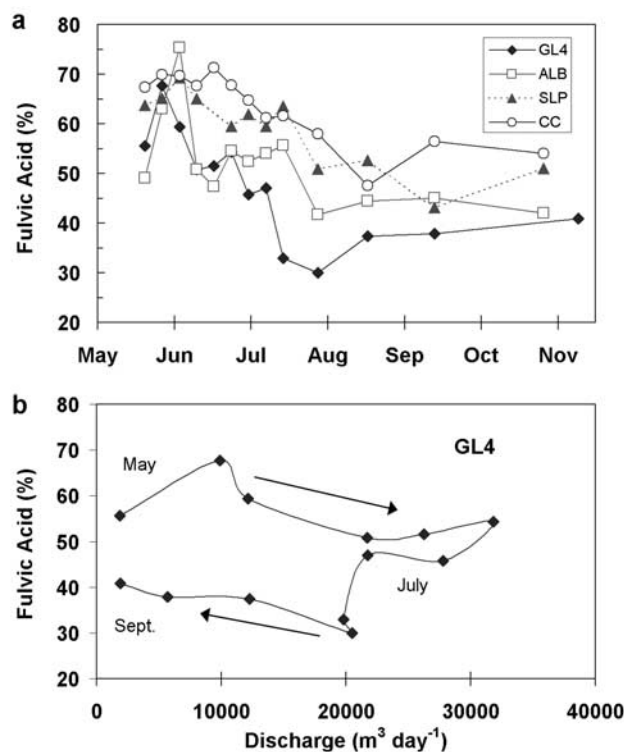 a
80
70
60
50
40
30
20
Fulvic Acid (%)
GL4
ALB
SLP
CC
May Jun Jul Aug Sep Oct Nov
b
80
70
60
50
40
30
20
Fulvic Acid (%)
GL4
May
July
Sept.
0 10000 20000 30000 40000
Discharge (m³ day⁻¹)